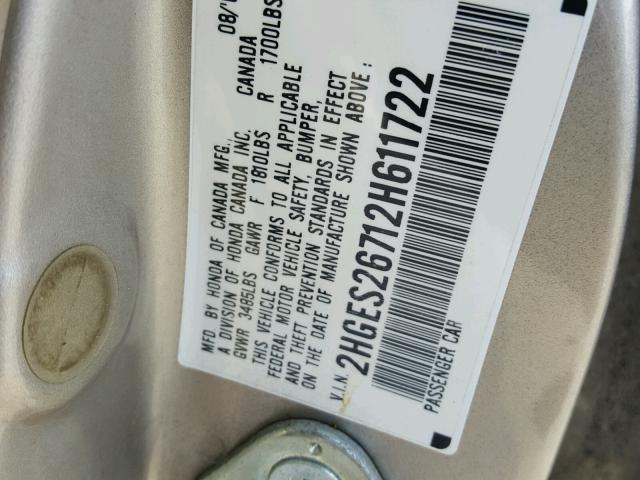 MFD BY HONDA OF CANADA MFG., 08/
A DIVISION OF HONDA CANADA INC. CANADA
GVWR 3485LBS GAWR F 1810LBS R 1700LBS
THIS VEHICLE CONFORMS TO ALL APPLICABLE
FEDERAL MOTOR VEHICLE SAFETY, BUMPER,
AND THEFT PREVENTION STANDARDS IN EFFECT
ON THE DATE OF MANUFACTURE SHOWN ABOVE:
V.I.N. 2HGES26712H611722
PASSENGER CAR